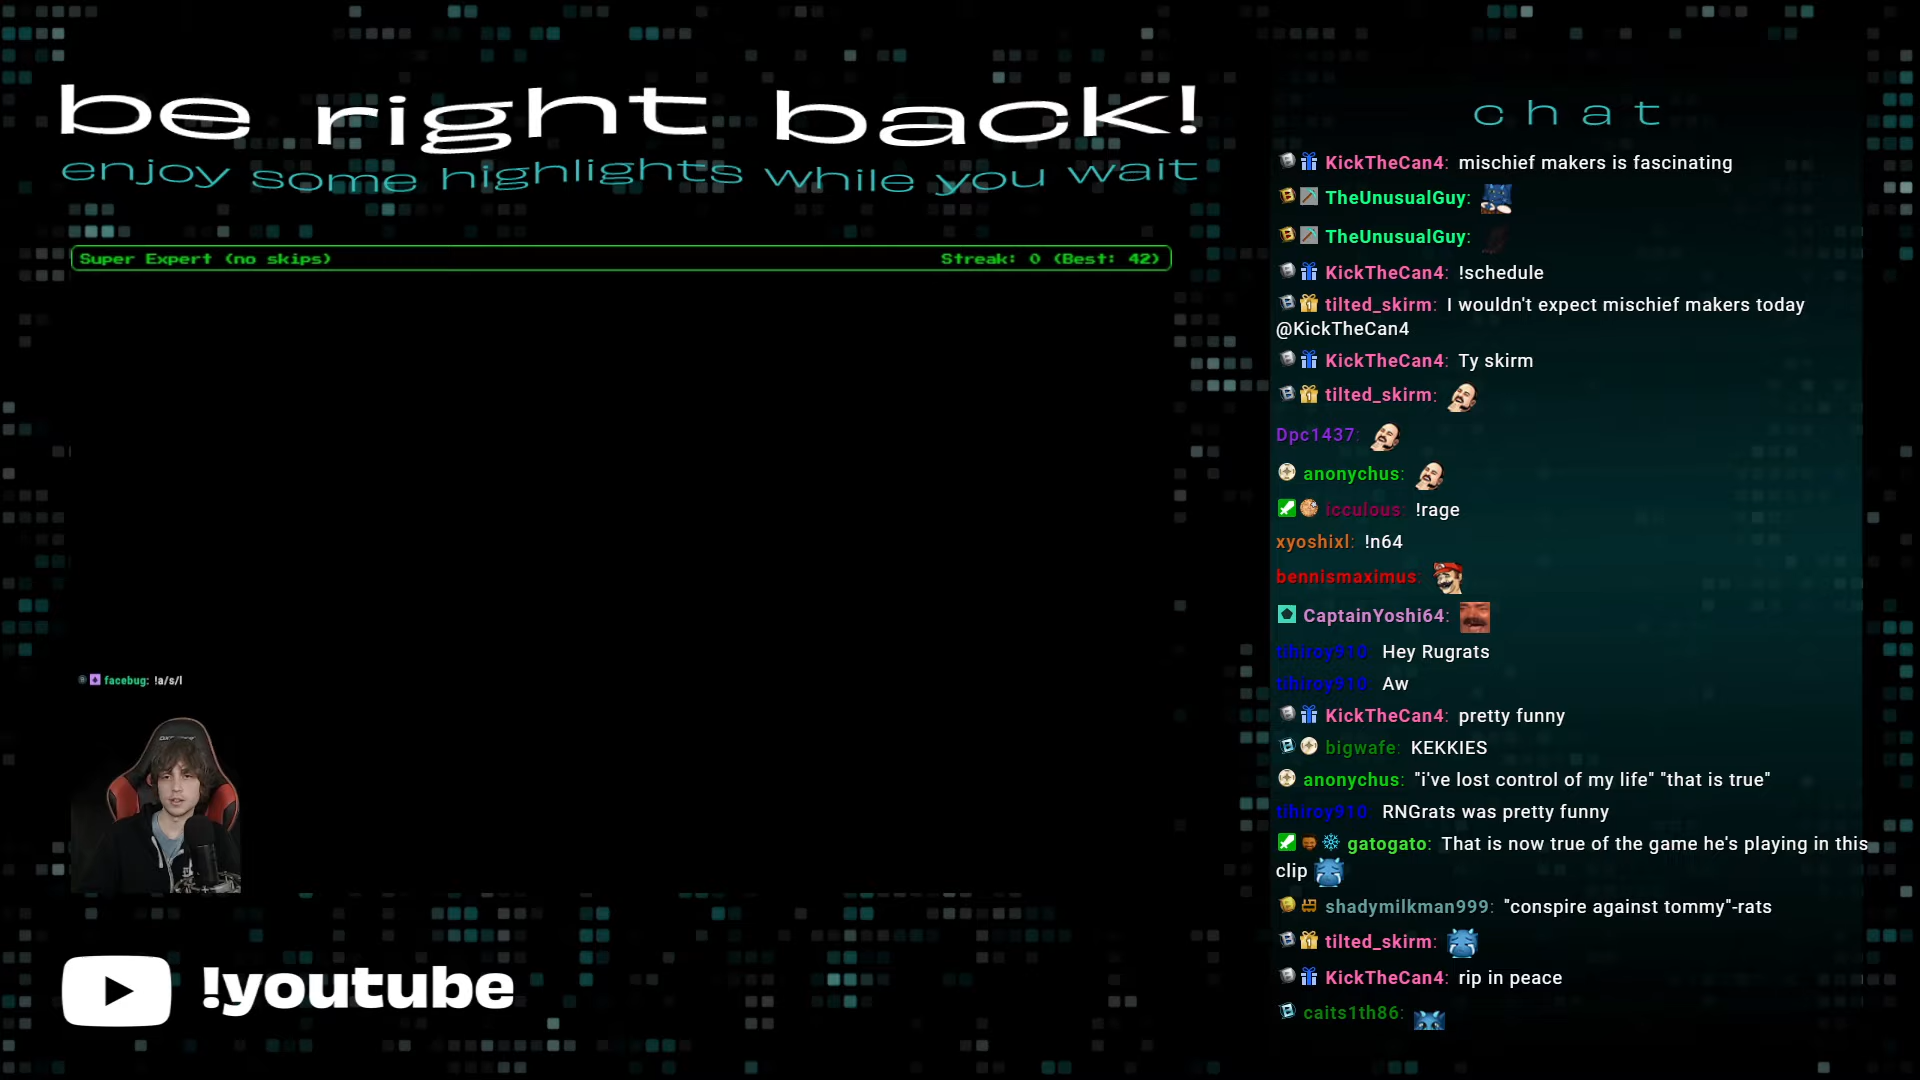 be right back!
enjoy some highlights while you wait
Super Expert (no skips) Streak: 0 (Best: 42)
facebug: !a/s/l
!youtube
chat
KickTheCan4: mischief makers is fascinating
TheUnusualGuy:
TheUnusualGuy:
KickTheCan4: !schedule
tilted_skirm: I wouldn't expect mischief makers today
@KickTheCan4
KickTheCan4: Ty skirm
tilted_skirm:
Dpc1437:
anonychus:
icculous: !rage
xyoshixl: !n64
bennismaximus:
CaptainYoshi64:
tihiroy910: Hey Rugrats
tihiroy910: Aw
KickTheCan4: pretty funny
bigwafe: KEKKIES
anonychus: "i've lost control of my life" "that is true"
tihiroy910: RNGrats was pretty funny
gatogato: That is now true of the game he's playing in this
clip
shadymilkman999: "conspire against tommy"-rats
tilted_skirm:
KickTheCan4: rip in peace
caits1th86: